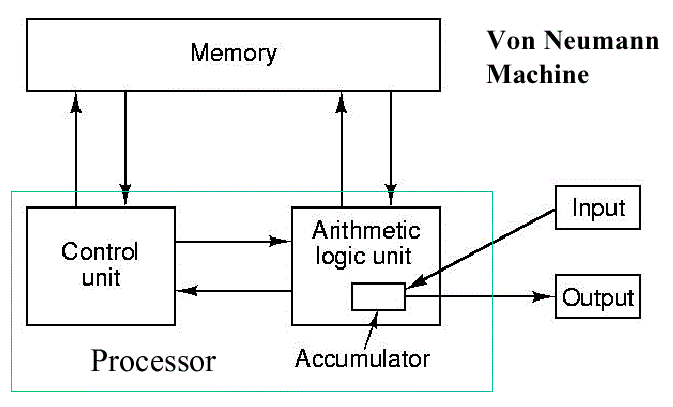 Memory
Von Neumann
Machine
Control
unit
Arithmetic
logic unit
Input
Output
Processor
Accumulator